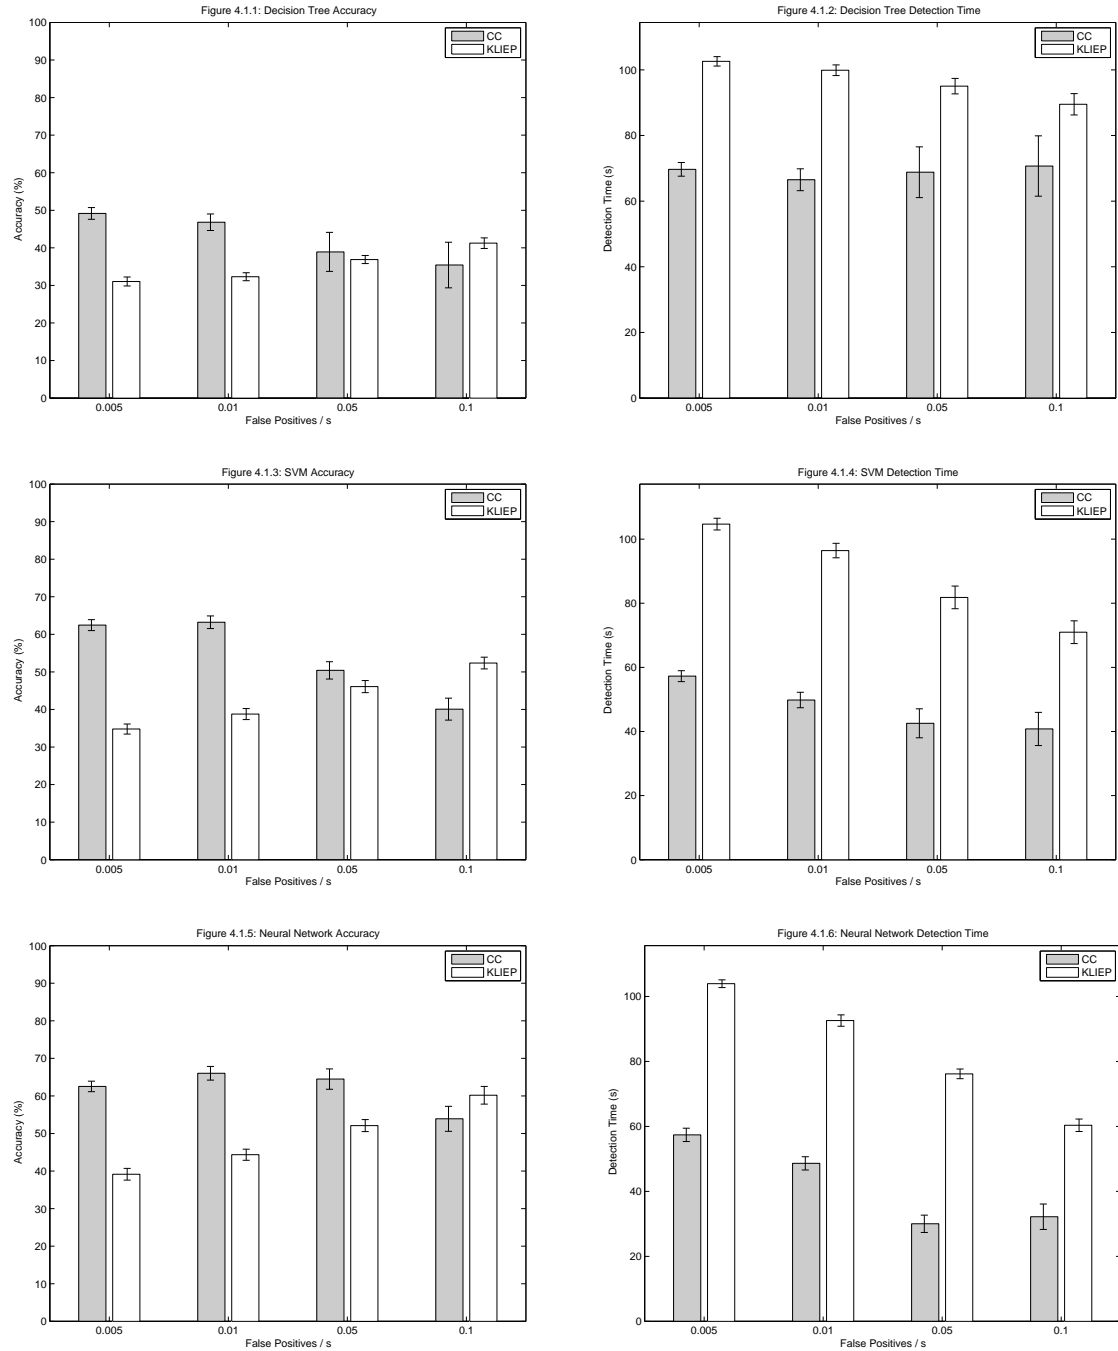 Figure 4.1.1: Decision Tree Accuracy
100
90
80
70
60
50
40
30
20
10
0
Accuracy (%)
CC
KLIEP
0.005
0.01
0.05
0.1
False Positives / s
Figure 4.1.2: Decision Tree Detection Time
100
80
60
40
20
0
Detection Time (s)
CC
KLIEP
0.005
0.01
0.05
0.1
False Positives / s
Figure 4.1.3: SVM Accuracy
100
90
80
70
60
50
40
30
20
10
0
Accuracy (%)
CC
KLIEP
0.005
0.01
0.05
0.1
False Positives / s
Figure 4.1.4: SVM Detection Time
100
80
60
40
20
0
Detection Time (s)
CC
KLIEP
0.005
0.01
0.05
0.1
False Positives / s
Figure 4.1.5: Neural Network Accuracy
100
90
80
70
60
50
40
30
20
10
0
Accuracy (%)
CC
KLIEP
0.005
0.01
0.05
0.1
False Positives / s
Figure 4.1.6: Neural Network Detection Time
100
80
60
40
20
0
Detection Time (s)
CC
KLIEP
0.005
0.01
0.05
0.1
False Positives / s